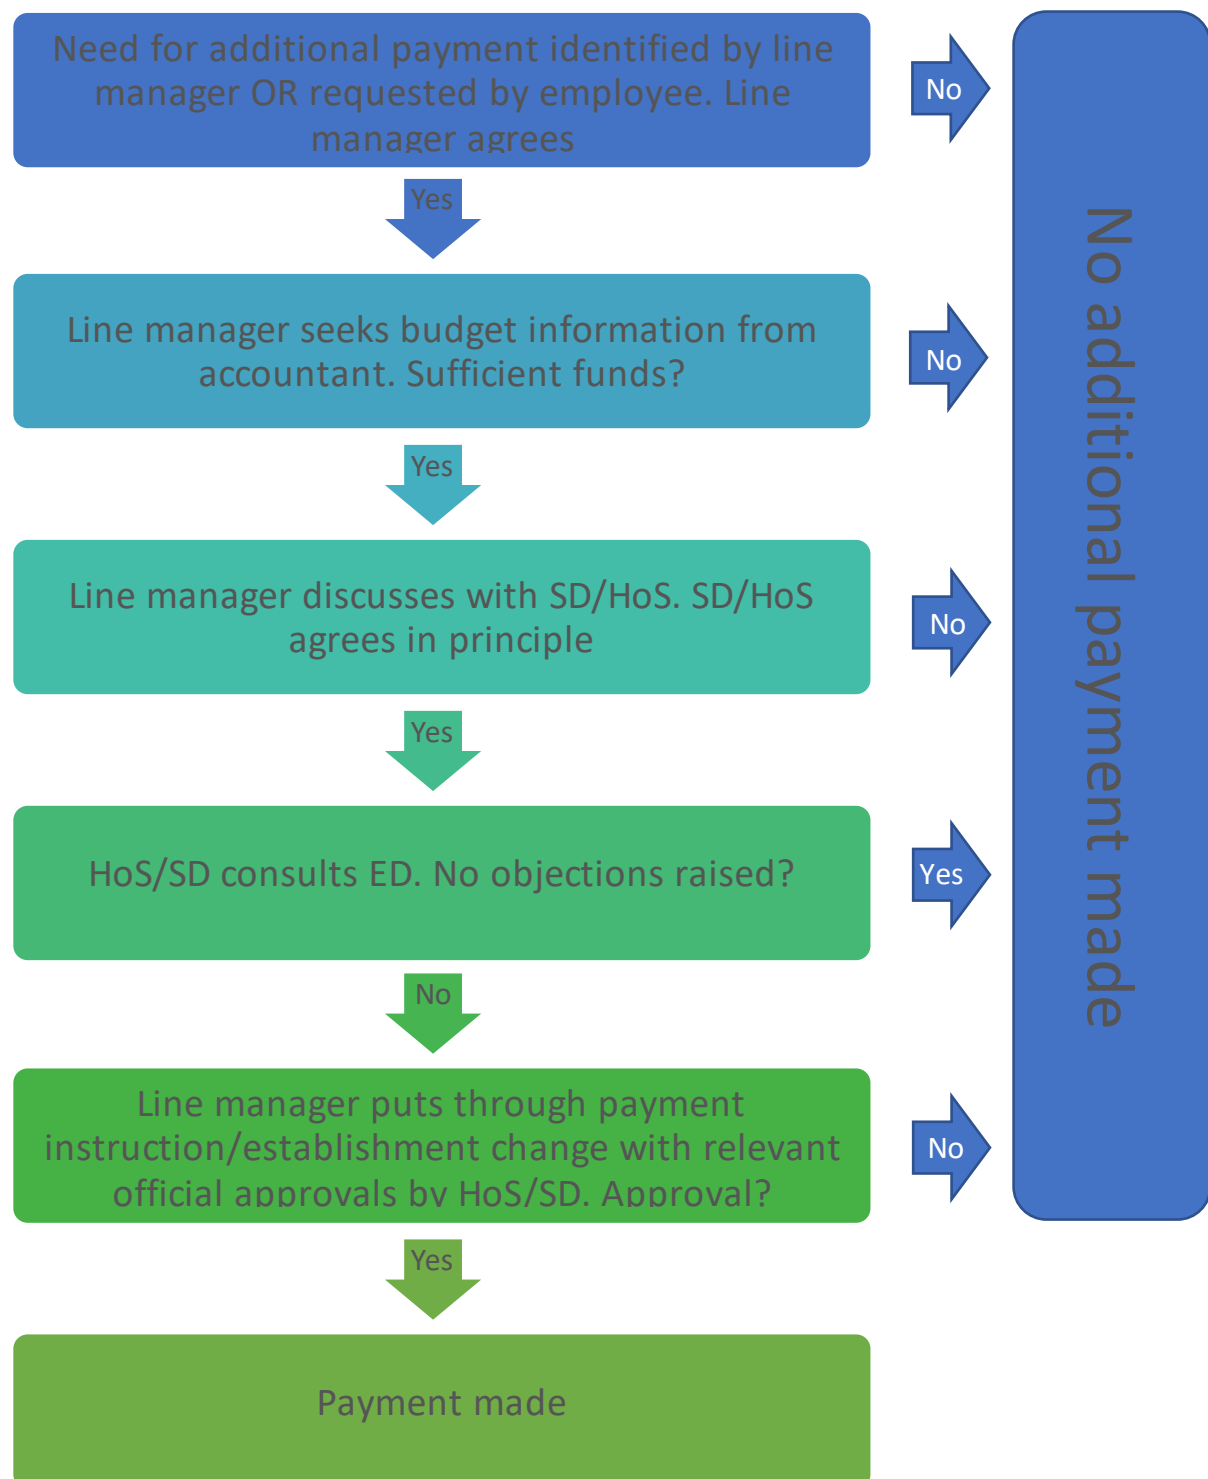 Need for additional payment identified by line
manager OR requested by employee. Line
manager agrees
No
Yes
Line manager seeks budget information from
accountant. Sufficient funds?
No
Yes
Line manager discusses with SD/HoS. SD/HoS
agrees in principle
No
Yes
HoS/SD consults ED. No objections raised?
Yes
No
Line manager puts through payment
instruction/establishment change with relevant
official approvals by HoS/SD. Approval?
No
Yes
Payment made
No additional payment made